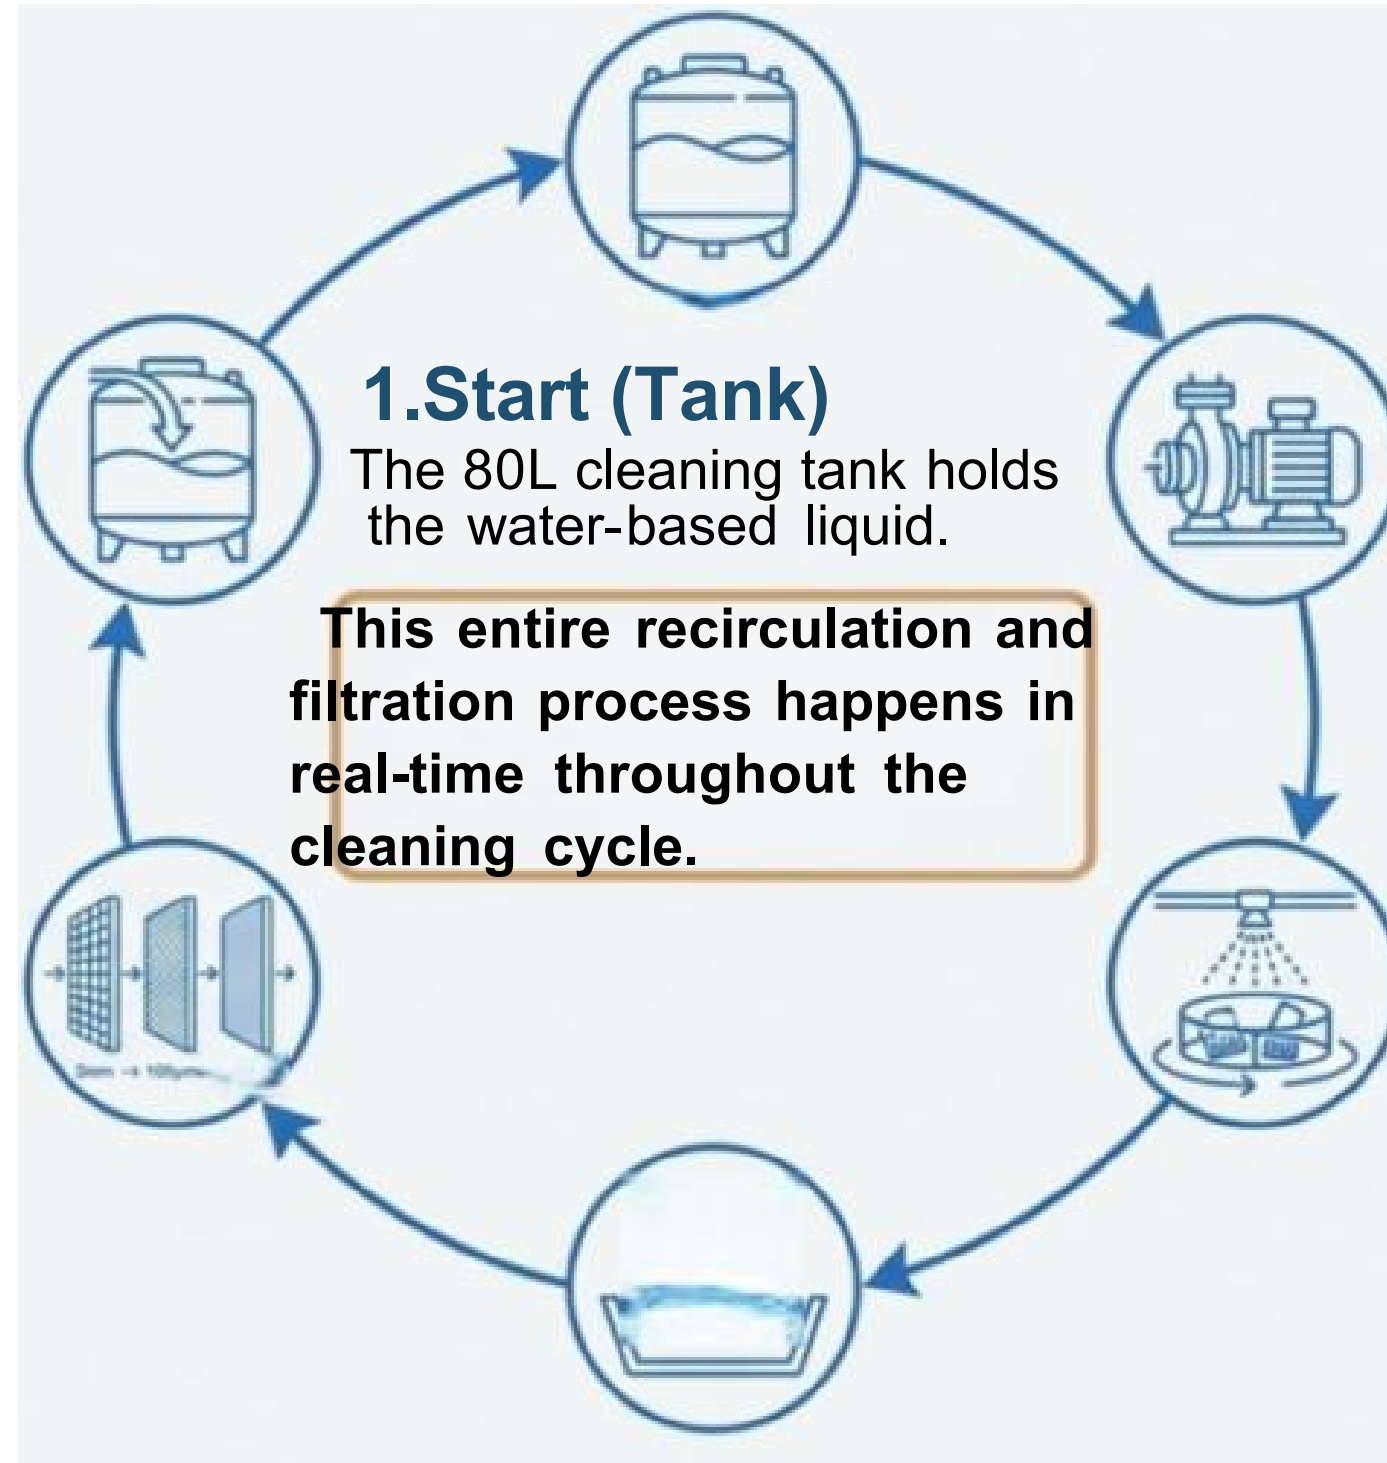 1.Start (Tank)
The 80L cleaning tank holds
the water-based liquid.
This entire recirculation and
filtration process happens in
real-time throughout the
cleaning cycle.